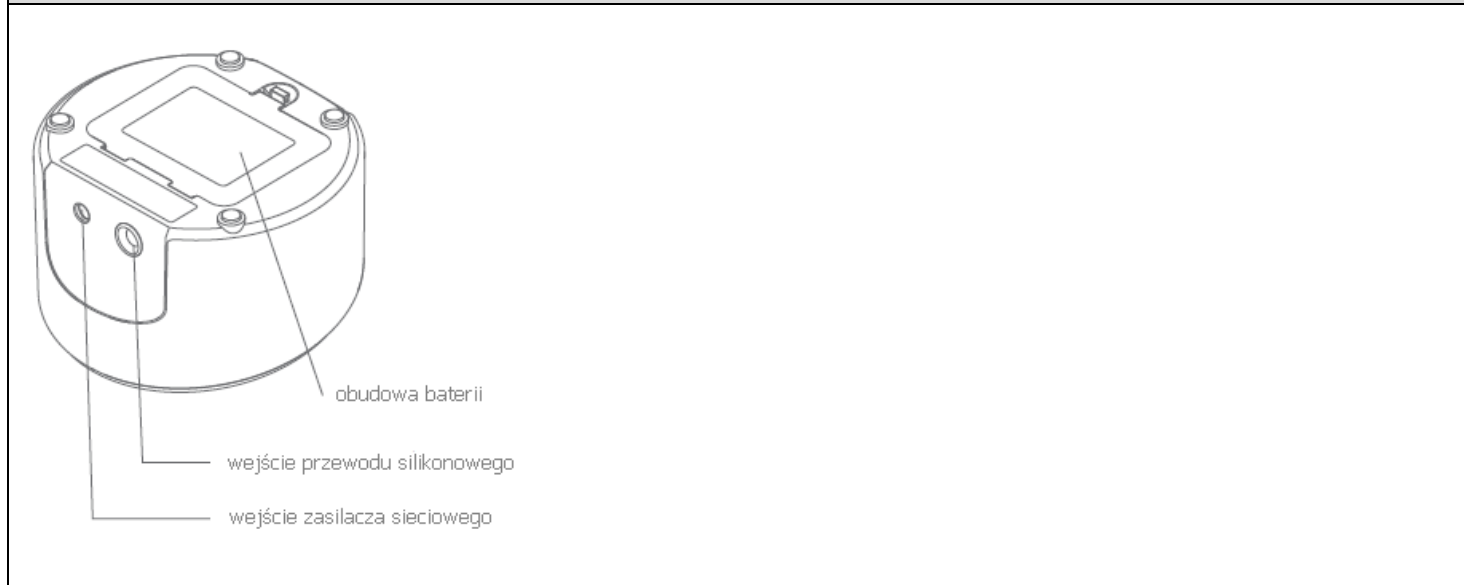 obudowa baterii
wejście przewodu silikonowego
wejście zasilacza sieciowego